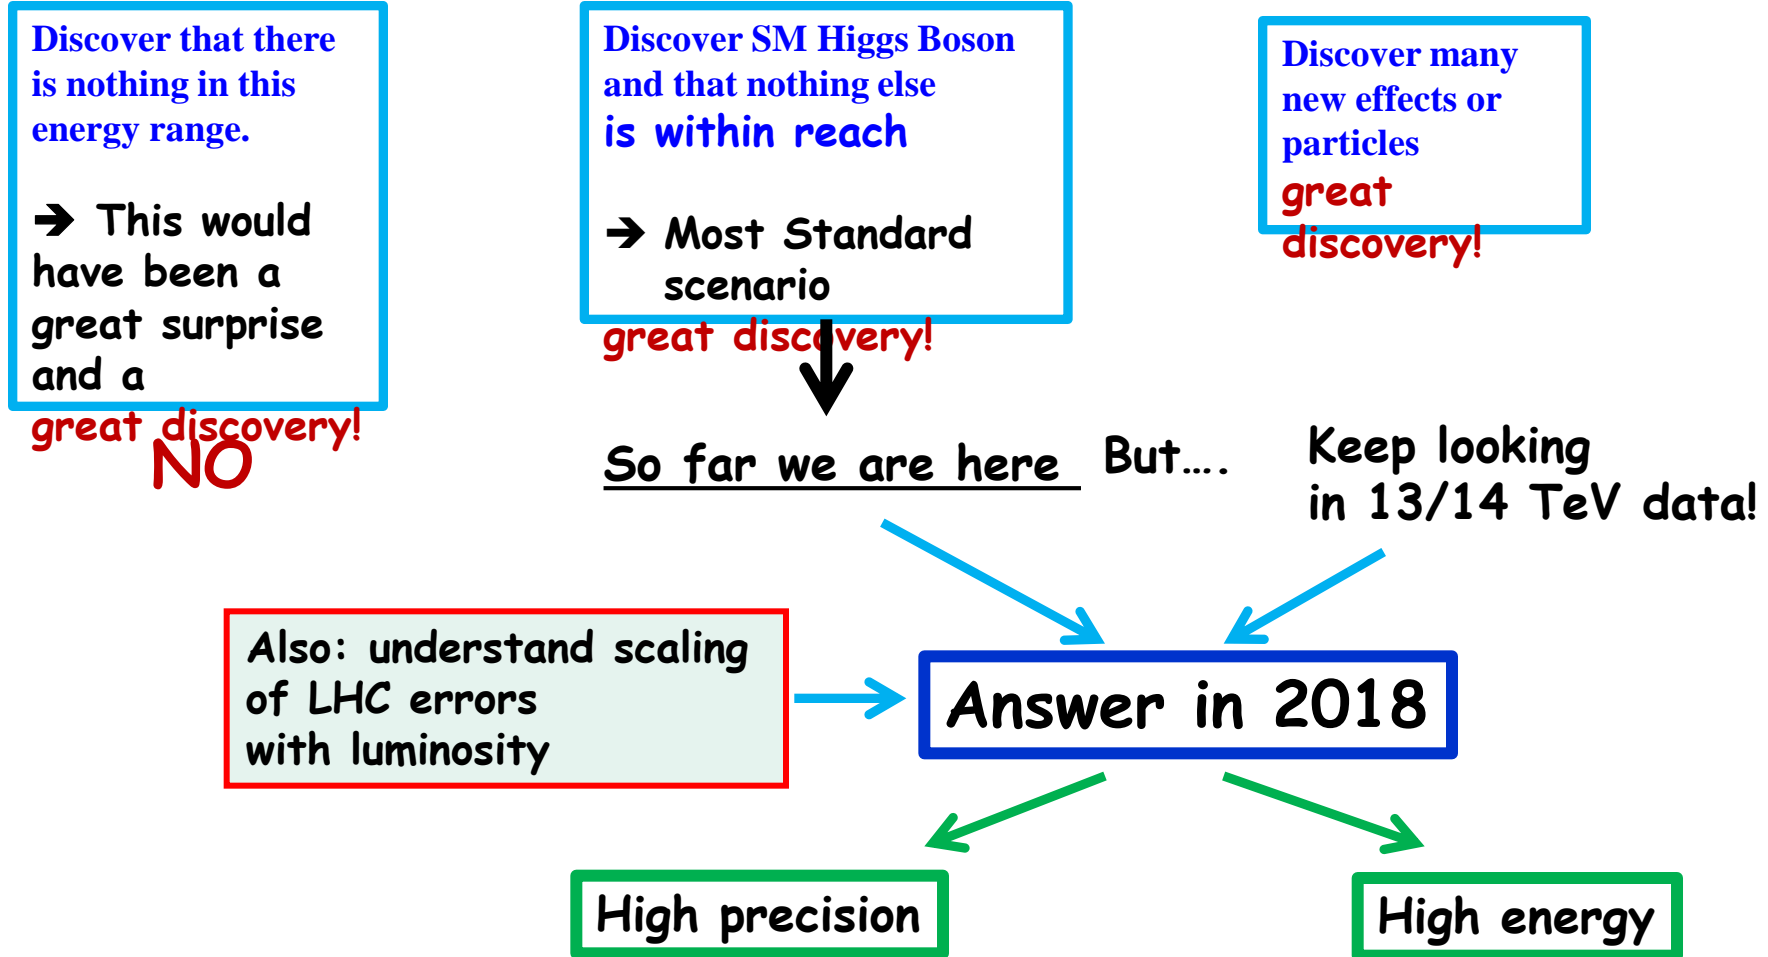 Discover that there
is nothing in this
energy range.
➔ This would
have been a
great surprise
and a
great discovery!
NO
Discover SM Higgs Boson
and that nothing else
is within reach
➔ Most Standard
scenario
great discovery!
Discover many
new effects or
particles
great
discovery!
So far we are here
But....
Keep looking
in 13/14 TeV data!
Also: understand scaling
of LHC errors
with luminosity
Answer in 2018
High precision
High energy